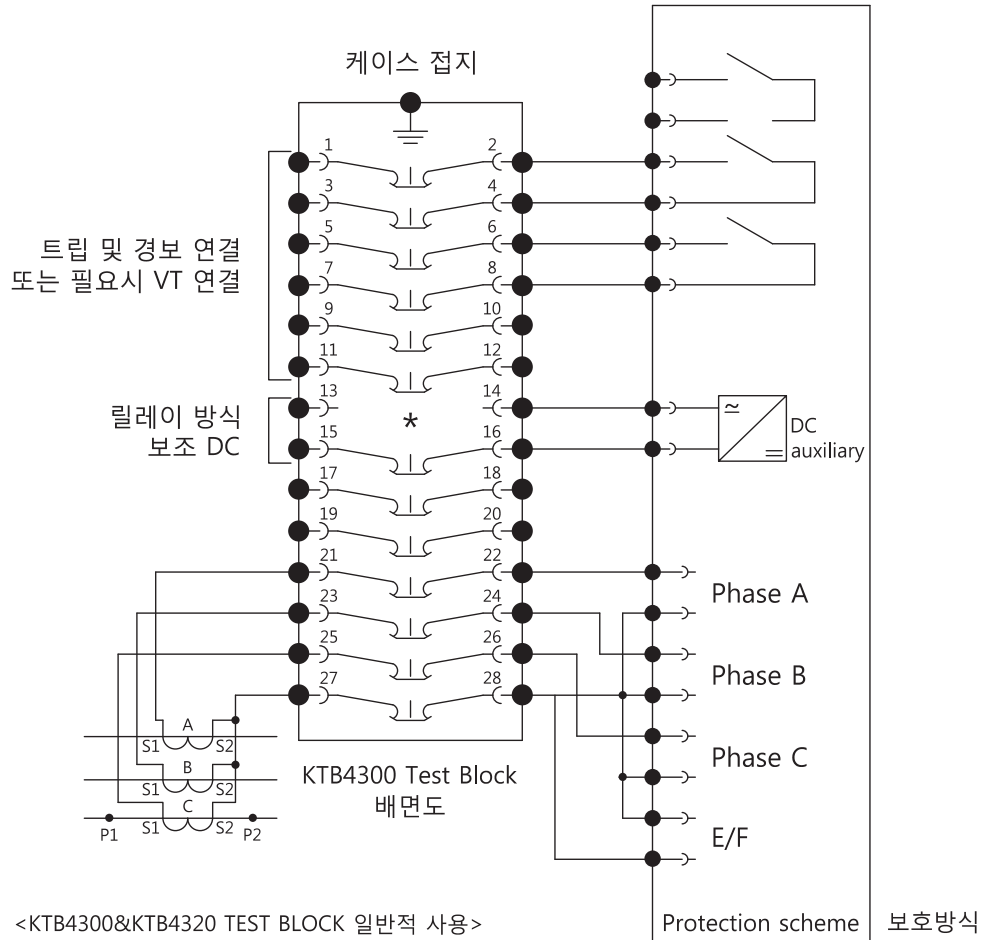 케이스 접지
1 2
3 4
5 6
7 8
9 10
11 12
13 14
15 16
17 18
19 20
21 22
23 24
25 26
27 28
트립 및 경보 연결
또는 필요시 VT 연결
릴레이 방식
보조 DC
*
~
DC
auxiliary
Phase A
Phase B
Phase C
E/F
A
S1 S2
B
S1 S2
C
P1 S1 S2 P2
KTB4300 Test Block
배면도
<KTB4300&KTB4320 TEST BLOCK 일반적 사용>
Protection scheme
보호방식